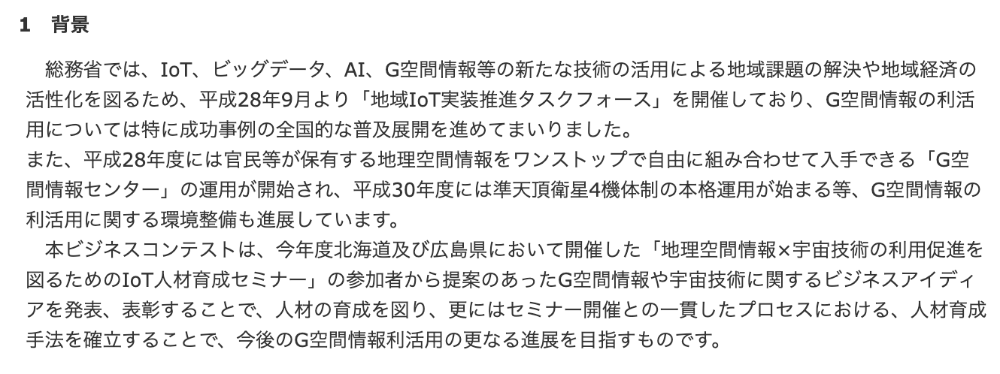 1　背景
　総務省では、IoT、ビッグデータ、AI、G空間情報等の新たな技術の活用による地域課題の解決や地域経済の
活性化を図るため、平成28年9月より「地域IoT実装推進タスクフォース」を開催しており、G空間情報の利活
用については特に成功事例の全国的な普及展開を進めてまいりました。
また、平成28年度には官民等が保有する地理空間情報をワンストップで自由に組み合わせて入手できる「G空
間情報センター」の運用が開始され、平成30年度には準天頂衛星4機体制の本格運用が始まる等、G空間情報の
利活用に関する環境整備も進展しています。
　本ビジネスコンテストは、今年度北海道及び広島県において開催した「地理空間情報×宇宙技術の利用促進を
図るためのIoT人材育成セミナー」の参加者から提案のあったG空間情報や宇宙技術に関するビジネスアイディ
アを発表、表彰することで、人材の育成を図り、更にはセミナー開催との一貫したプロセスにおける、人材育成
手法を確立することで、今後のG空間情報利活用の更なる進展を目指すものです。